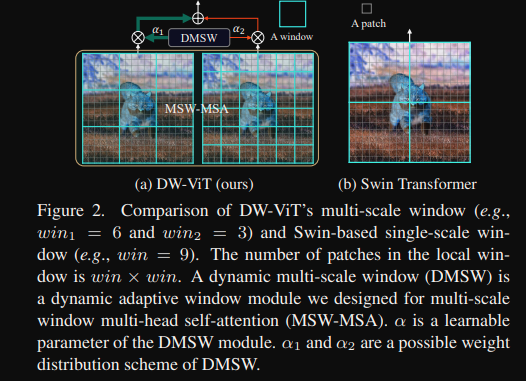 α1 DMSW α2 A window
A patch
MSW-MSA
(a) DW-ViT (ours) (b) Swin Transformer
Figure 2. Comparison of DW-ViT's multi-scale window (e.g.,
win1 = 6 and win2 = 3) and Swin-based single-scale win-
dow (e.g., win = 9). The number of patches in the local win-
dow is win × win. A dynamic multi-scale window (DMSW) is
a dynamic adaptive window module we designed for multi-scale
window multi-head self-attention (MSW-MSA). α is a learnable
parameter of the DMSW module. α1 and α2 are a possible weight
distribution scheme of DMSW.